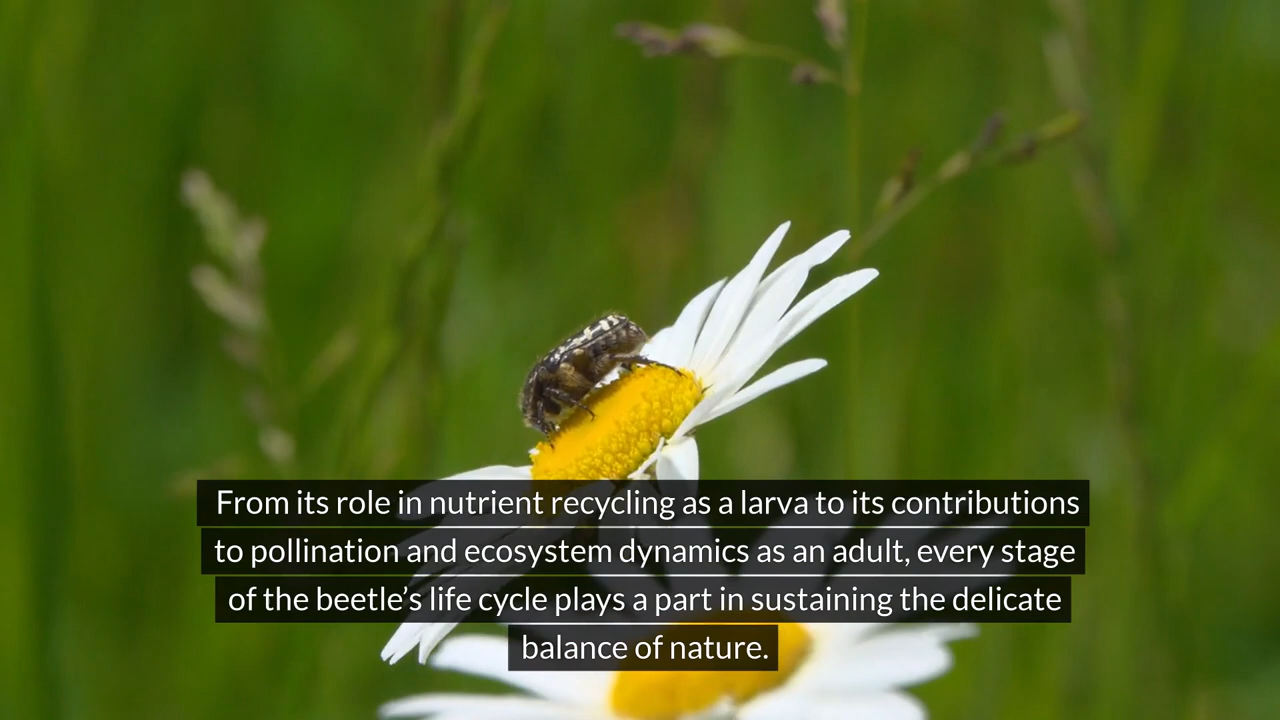 From its role in nutrient recycling as a larva to its contributions
to pollination and ecosystem dynamics as an adult, every stage
of the beetle’s life cycle plays a part in sustaining the delicate
balance of nature.